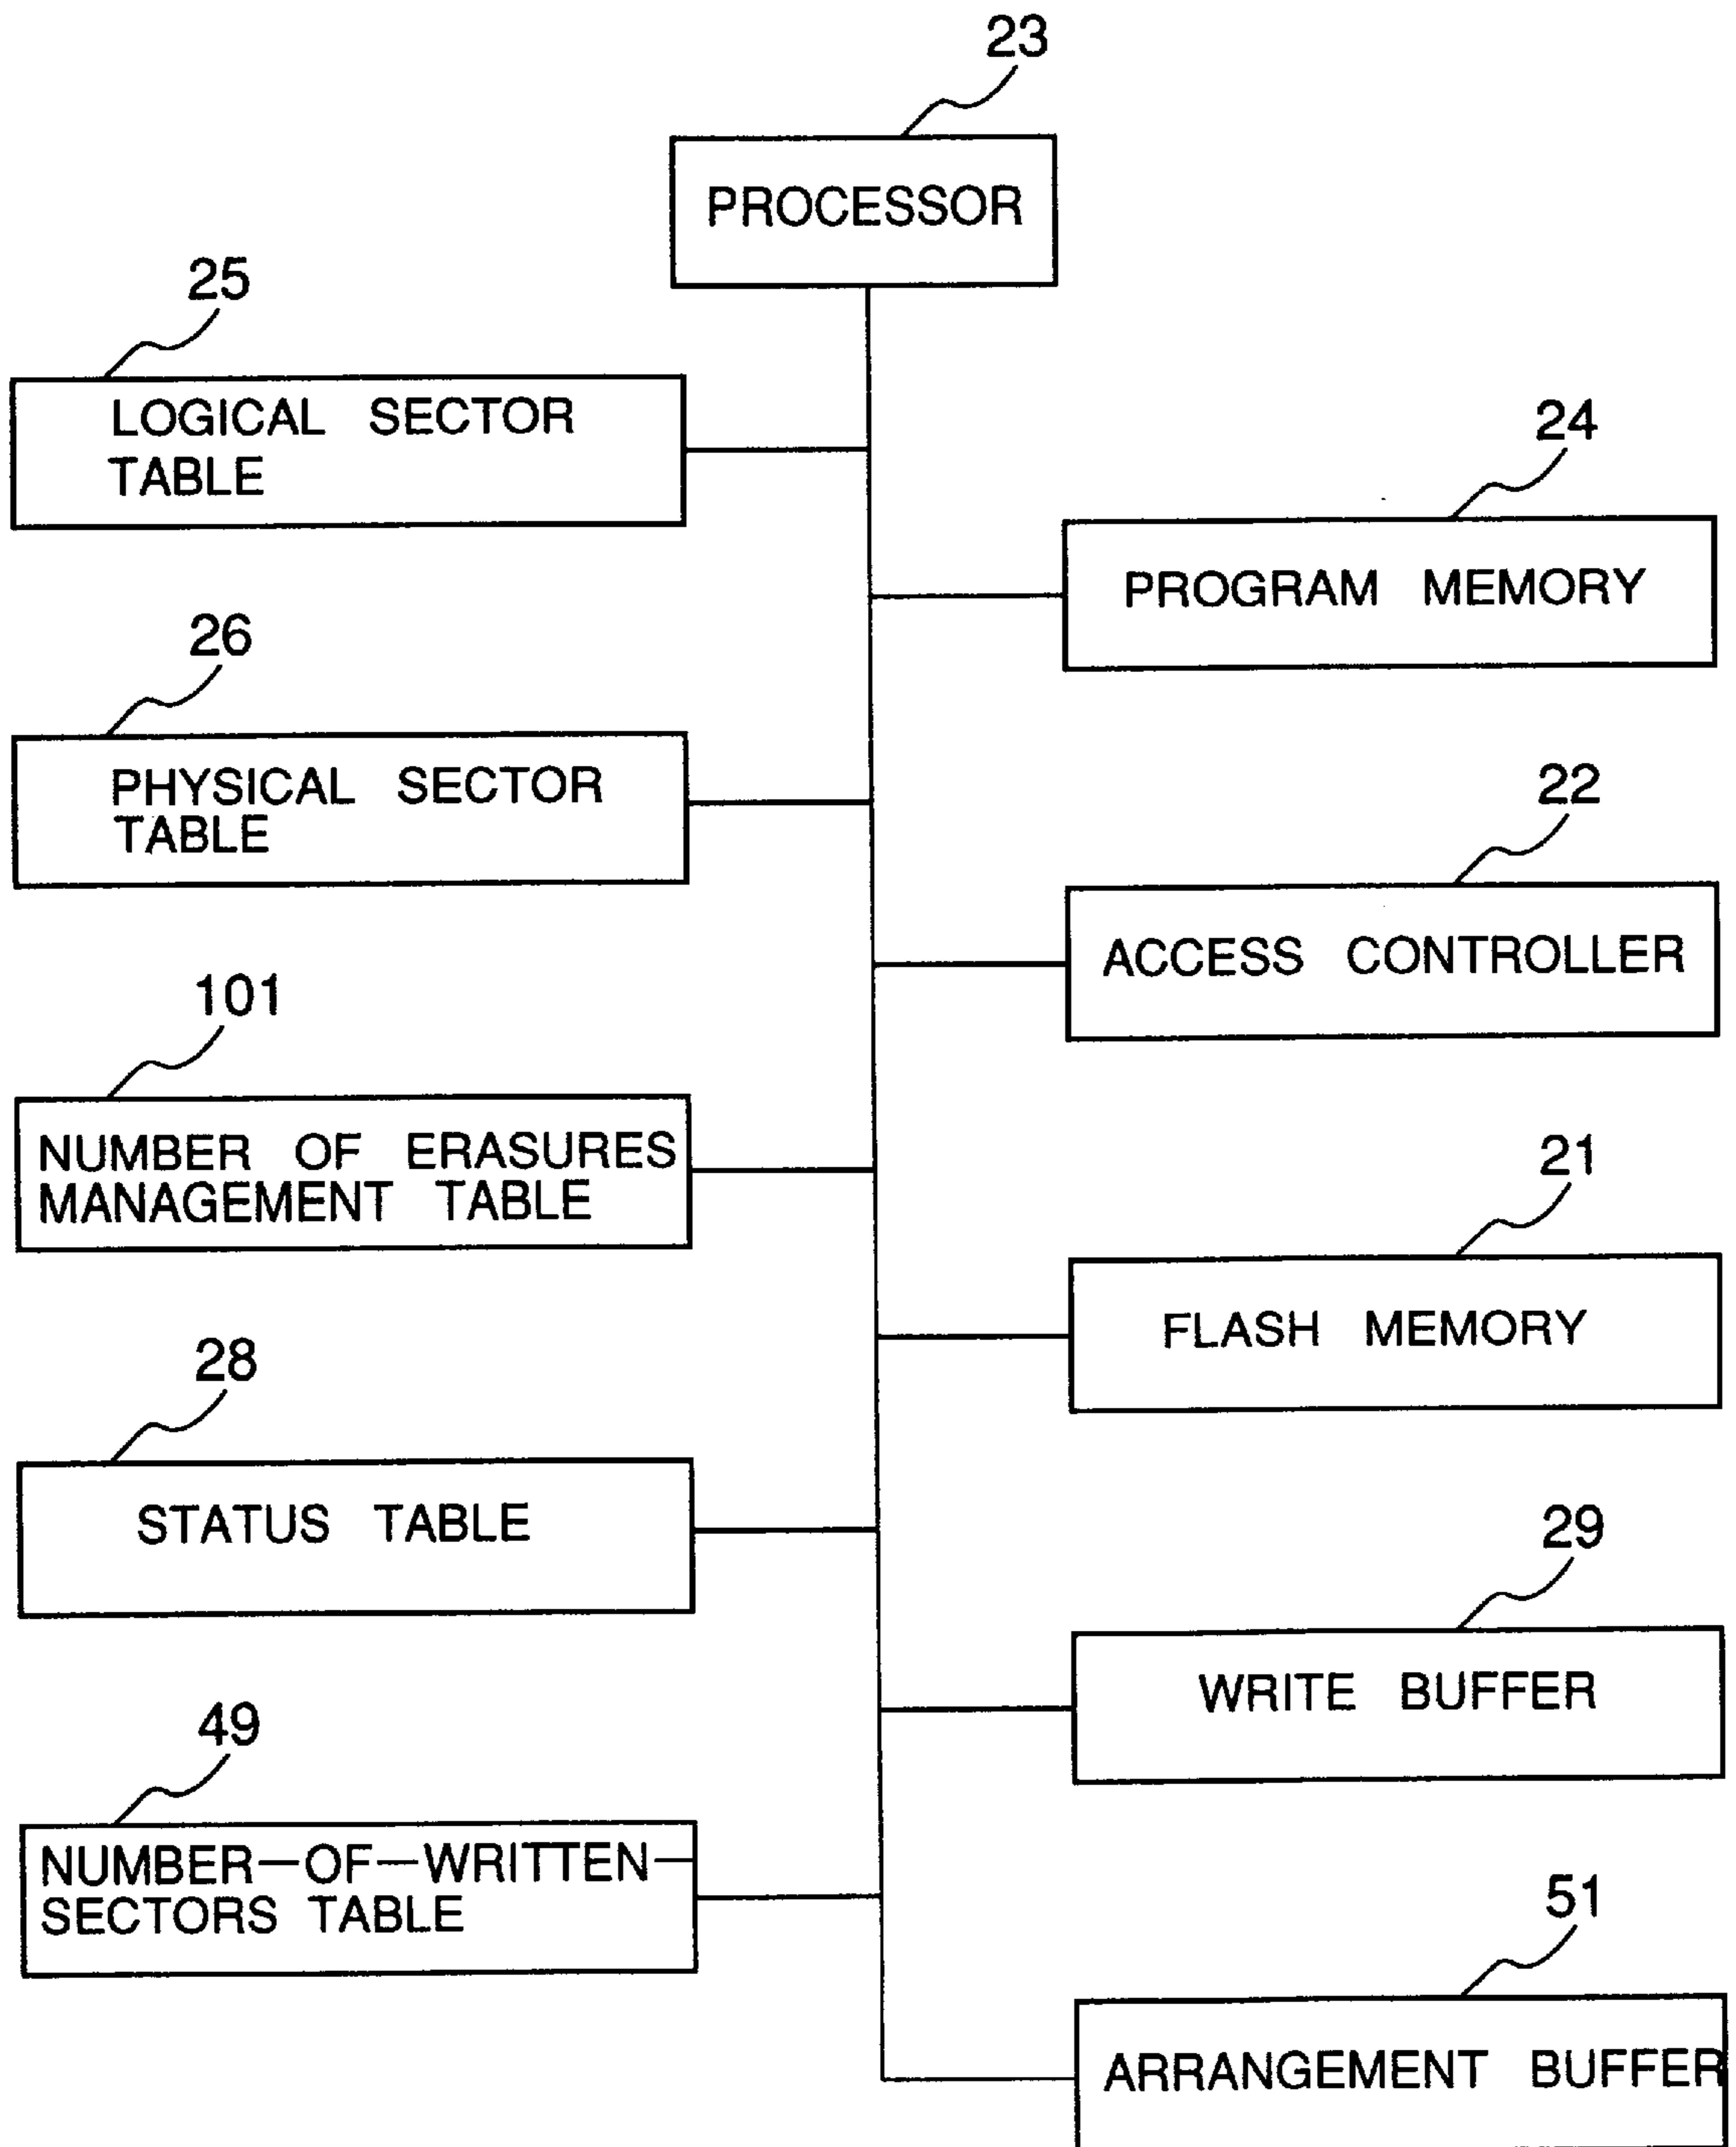 23
PROCESSOR
25
LOGICAL SECTOR
TABLE
24
PROGRAM MEMORY
26
PHYSICAL SECTOR
TABLE
22
ACCESS CONTROLLER
101
NUMBER OF ERASURES
MANAGEMENT TABLE
21
FLASH MEMORY
28
STATUS TABLE
29
WRITE BUFFER
49
NUMBER-OF-WRITTEN-
SECTORS TABLE
51
ARRANGEMENT BUFFER